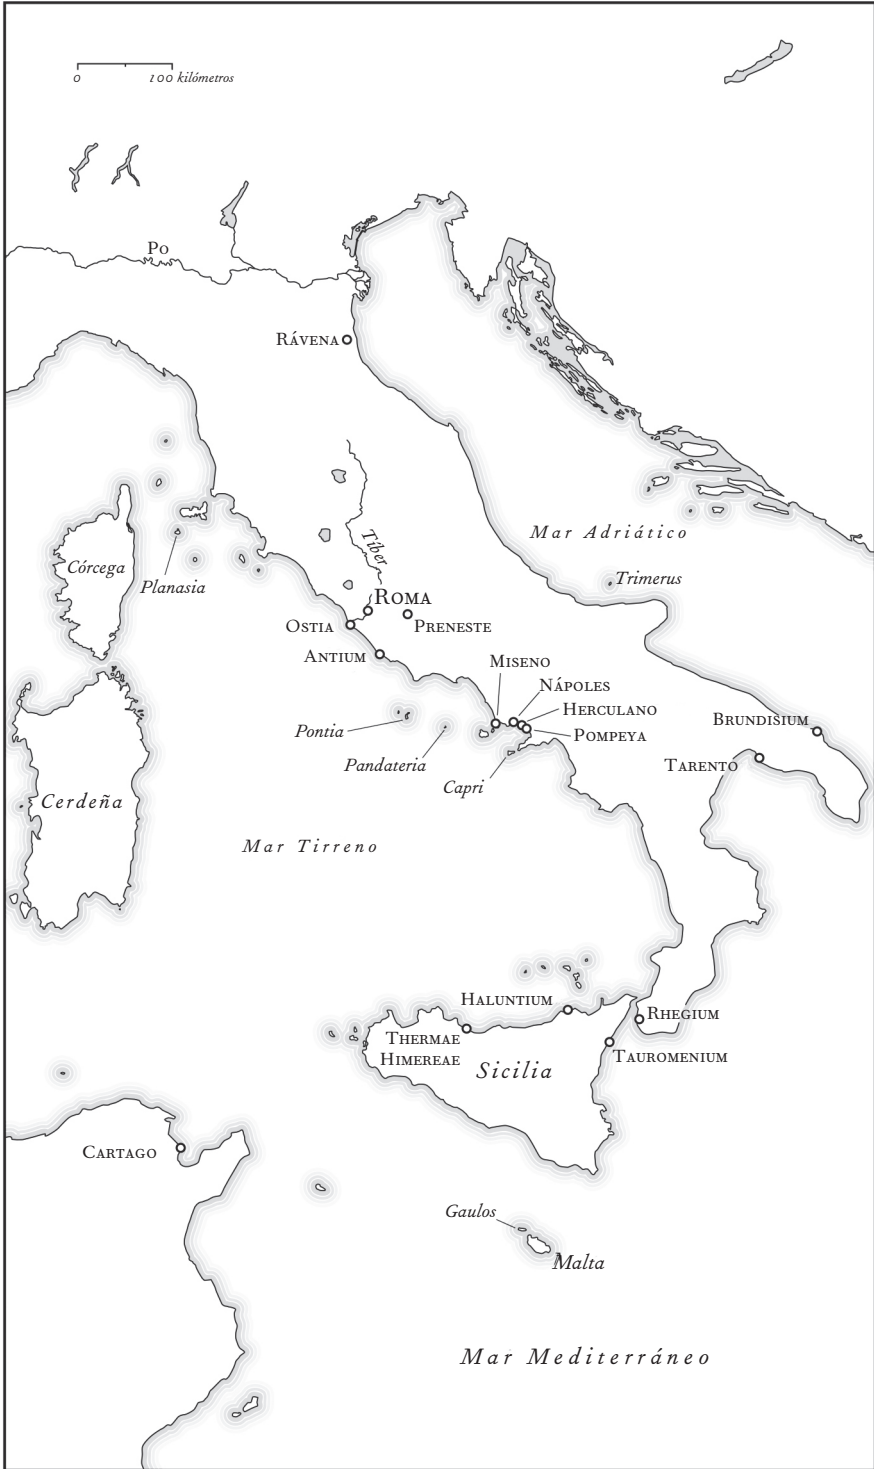 0 100 kilómetros
Po
Rávena
Mar Adriático
Tíber
Córcega
Planasia
Trimerus
Roma
Ostia
Preneste
Antium
Miseno
Nápoles
Herculano
Pontia
Brundisium
Pompeya
Pandateria
Tarento
Capri
Cerdeña
Mar Tirreno
Haluntium
Rhegium
Thermae
Himereae
Tauromenium
Sicilia
Cartago
Gaulos
Malta
Mar Mediterráneo